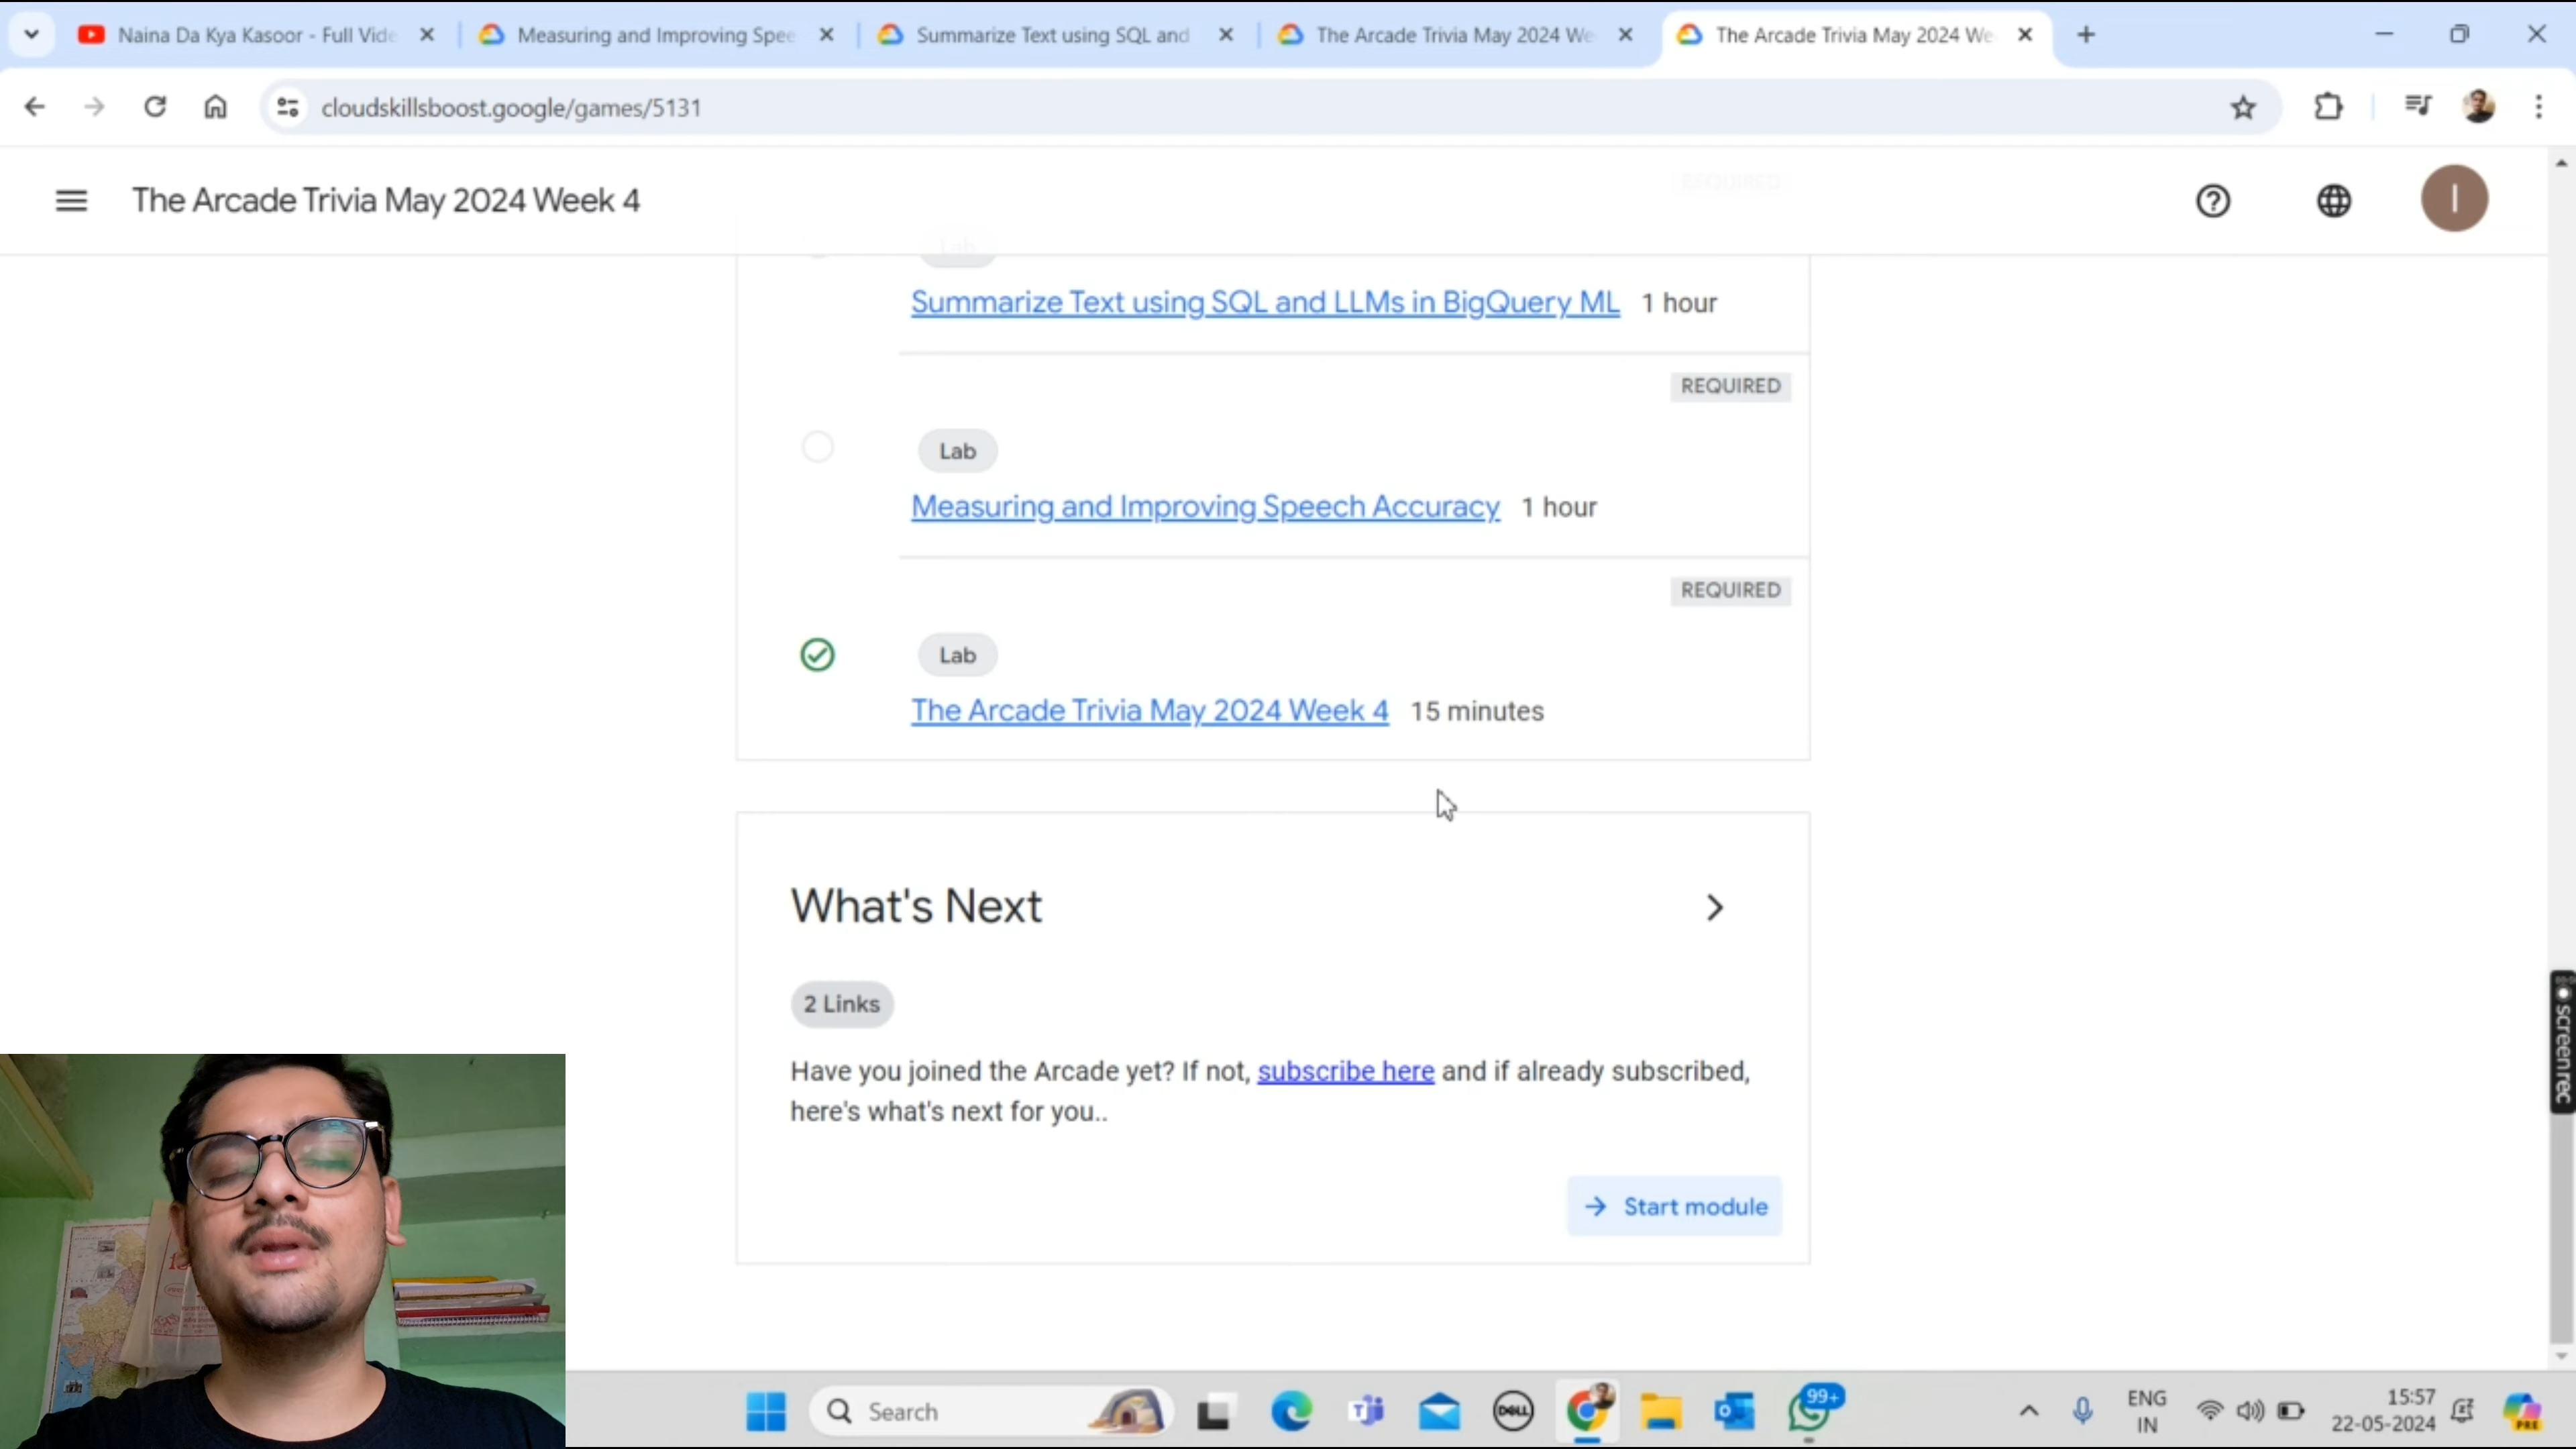 Naina Da Kya Kasoor - Full Vide
Measuring and Improving Spee
Summarize Text using SQL and
The Arcade Trivia May 2024 We
The Arcade Trivia May 2024 We
cloudskillsboost.google/games/5131
The Arcade Trivia May 2024 Week 4
REQUIRED
I
Lab
Summarize Text using SQL and LLMs in BigQuery ML 1 hour
REQUIRED
Lab
Measuring and Improving Speech Accuracy 1 hour
REQUIRED
Lab
The Arcade Trivia May 2024 Week 4 15 minutes
What's Next
2 Links
Have you joined the Arcade yet? If not, subscribe here and if already subscribed,
here's what's next for you..
Start module
screenrec
Search
DELL
99+
ENG
IN
15:57
22-05-2024
PRE